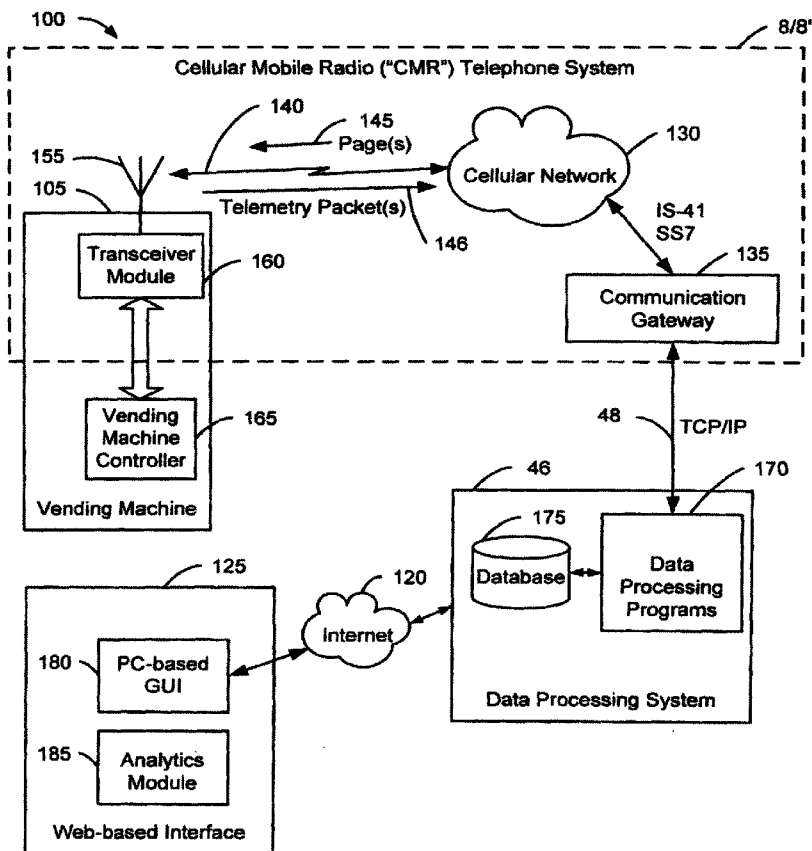 100
8/8'
Cellular Mobile Radio ("CMR") Telephone System
140
145
Page(s)
130
155
105
Cellular Network
Telemetry Packet(s)
146
IS-41
SS7
Transceiver
Module
160
135
Communication
Gateway
Vending
Machine
Controller
165
Vending Machine
48
TCP/IP
46
170
175
Database
Data
Processing
Programs
Data Processing System
125
120
Internet
180
PC-based
GUI
185
Analytics
Module
Web-based Interface